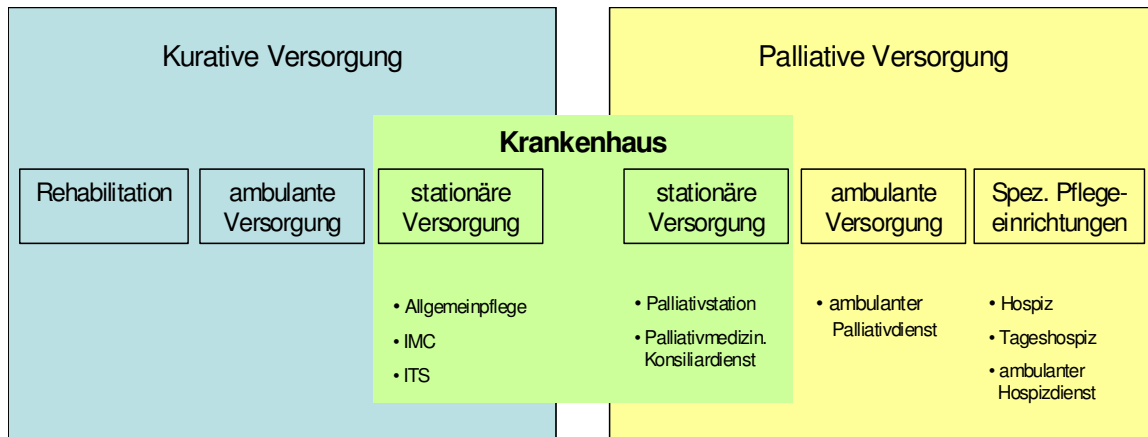 Kurative Versorgung
Palliative Versorgung
Krankenhaus
Rehabilitation
ambulante
Versorgung
stationäre
Versorgung
stationäre
Versorgung
ambulante
Versorgung
Spez. Pflege-
einrichtungen
• Allgemeinpflege
• IMC
• ITS
• Palliativstation
• Palliativmedizin.
Konsiliardienst
• ambulanter
Palliativdienst
• Hospiz
• Tageshospiz
• ambulanter
Hospizdienst